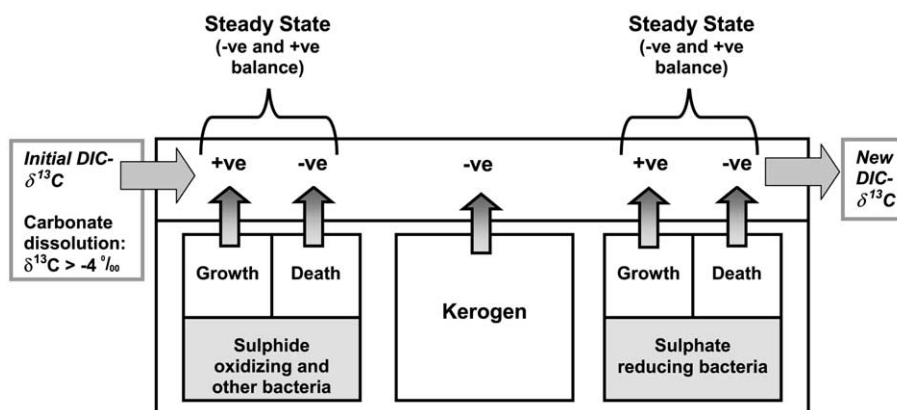 Steady State
(-ve and +ve
balance)
Steady State
(-ve and +ve
balance)
Initial DIC-
δ¹³C
Carbonate
dissolution:
δ¹³C > -4 ⁰/₀₀
+ve
-ve
-ve
+ve
-ve
New
DIC-
δ¹³C
Growth
Death
Kerogen
Growth
Death
Sulphide
oxidizing and
other bacteria
Sulphate
reducing bacteria